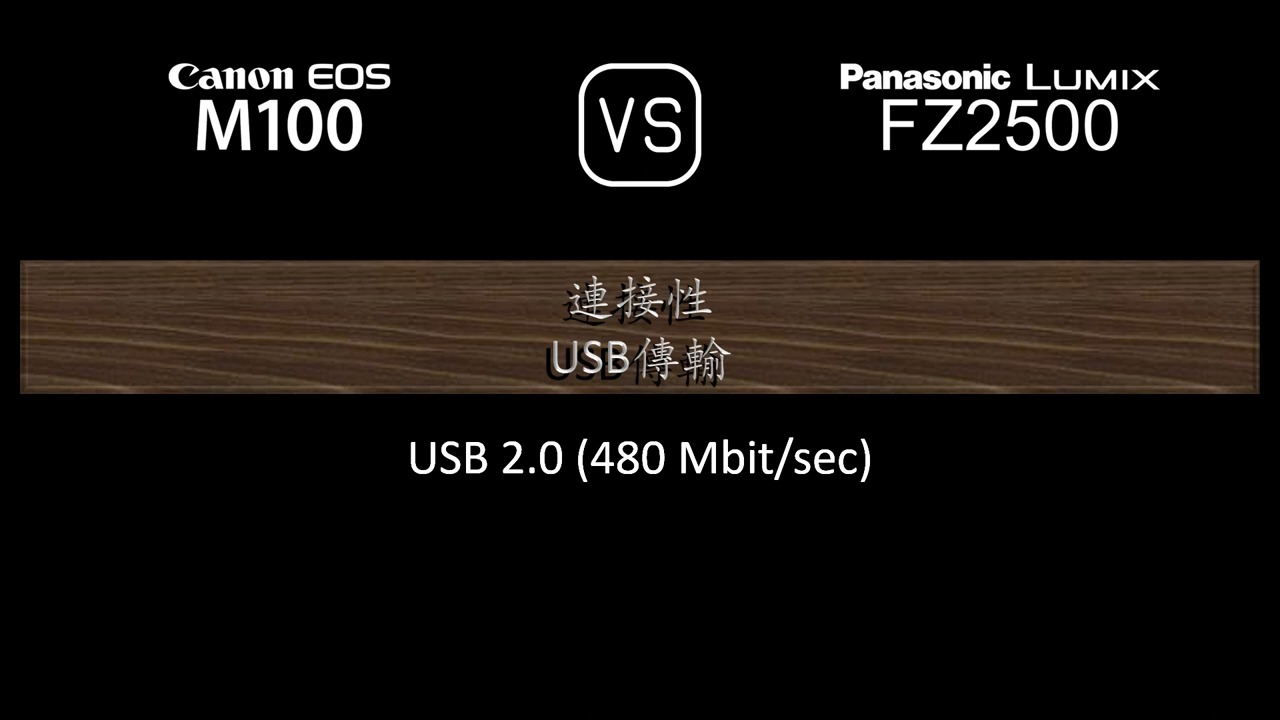 Canon EOS
M100
VS
Panasonic LUMIX
FZ2500
連接性
USB傳輸
USB 2.0 (480 Mbit/sec)